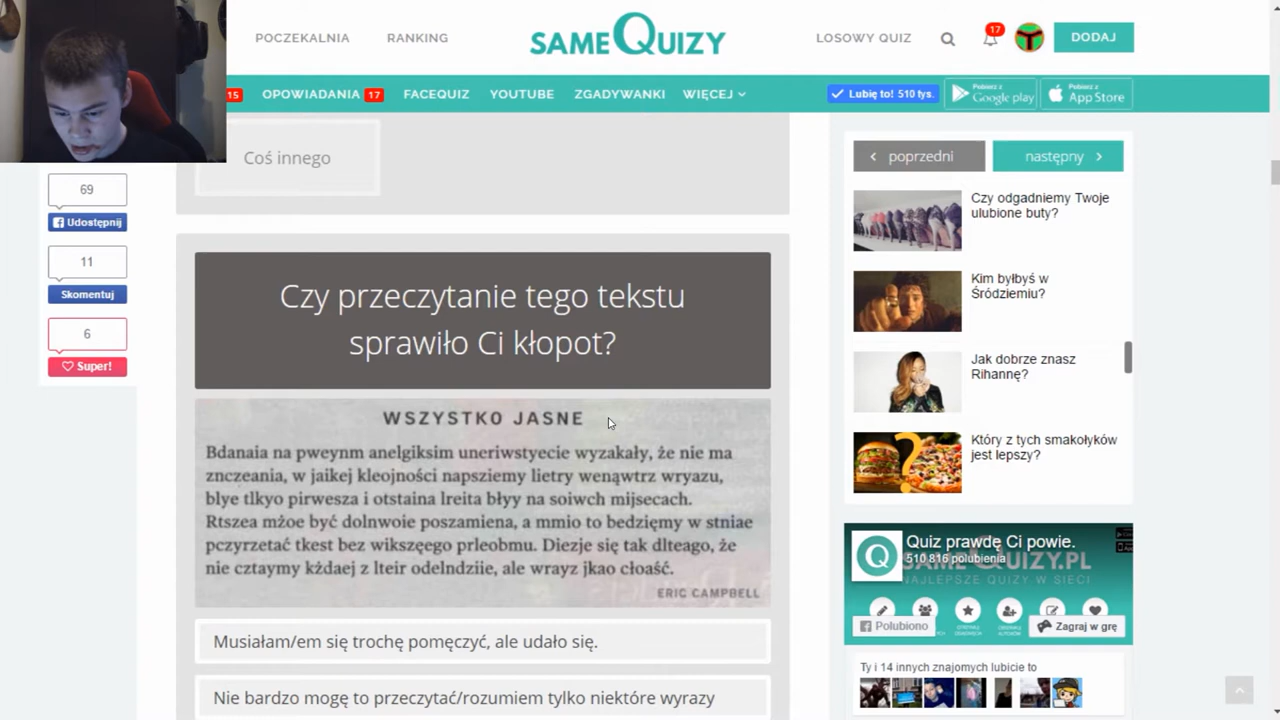 POCZEKALNIA
RANKING
SAMEQUIZY
LOSOWY QUIZ
17
DODAJ
15
OPOWIADANIA 17
FACEQUIZ
YOUTUBE
ZGADYWANKI
WIĘCEJ
Lubię to! 510 tys.
Pobierz z
Google play
Pobierz z
App Store
Coś innego
69
Udostępnij
11
Skomentuj
6
Super!
Czy przeczytanie tego tekstu
sprawiło Ci kłopot?
WSZYSTKO JASNE
Bdanaia na pweynm anelgiksim uneriwstyecie wyzakały, że nie ma
znczeania, w jaikej kleojności napsziemy lietry wenąwtrz wryazu,
blye tlkyo pirwesza i otstaina lreita błyy na soiwch mijsecach.
Rtszea mżoe być dolnwoie poszamiena, a mmio to bedzięmy w stniae
pczyrzetać tkest bez wikszęego prleobmu. Diezje się tak dlteago, że
nie cztaymy kżdaej z lteir odelndziie, ale wrayz jkao cłoaść.
ERIC CAMPBELL
Musiałam/em się trochę pomęczyć, ale udało się.
Nie bardzo mogę to przeczytać/rozumiem tylko niektóre wyrazy
poprzedni
następny
Czy odgadniemy Twoje
ulubione buty?
Kim byłbyś w
Śródziemiu?
Jak dobrze znasz
Rihannę?
Który z tych smakołyków
jest lepszy?
Quiz prawdę Ci powie.
510 816 polubienia
SAMEQUIZY.PL
NAJLEPSZE QUIZY W SIECI
Polubiono
Zagraj w grę
Ty i 14 innych znajomych lubicie to